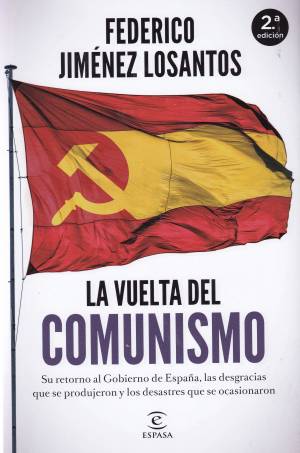 FEDERICO
JIMÉNEZ LOSANTOS
2.ª
edición
LA VUELTA DEL
COMUNISMO
Su retorno al Gobierno de España, las desgracias
que se produjeron y los desastres que se ocasionaron
e
ESPASA